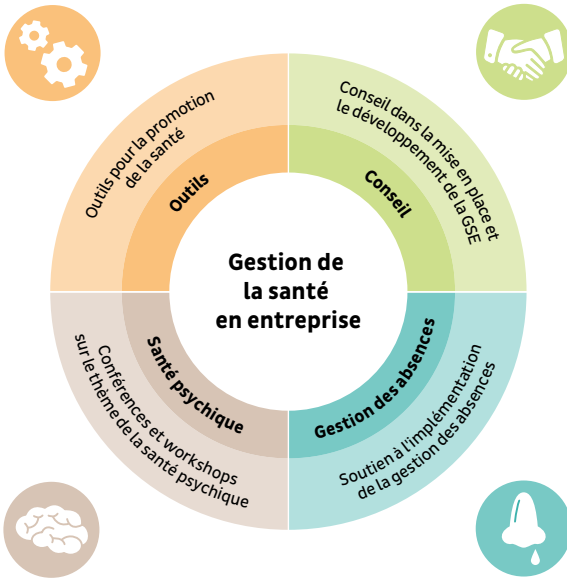 Outils pour la promotion
de la santé
Outils
Conseil dans la mise en place et
le développement de la GSE
Conseil
Gestion de
la santé
en entreprise
Santé psychique
Conférences et workshops
sur le thème de la santé psychique
Gestion des absences
Soutien à l'implémentation
de la gestion des absences